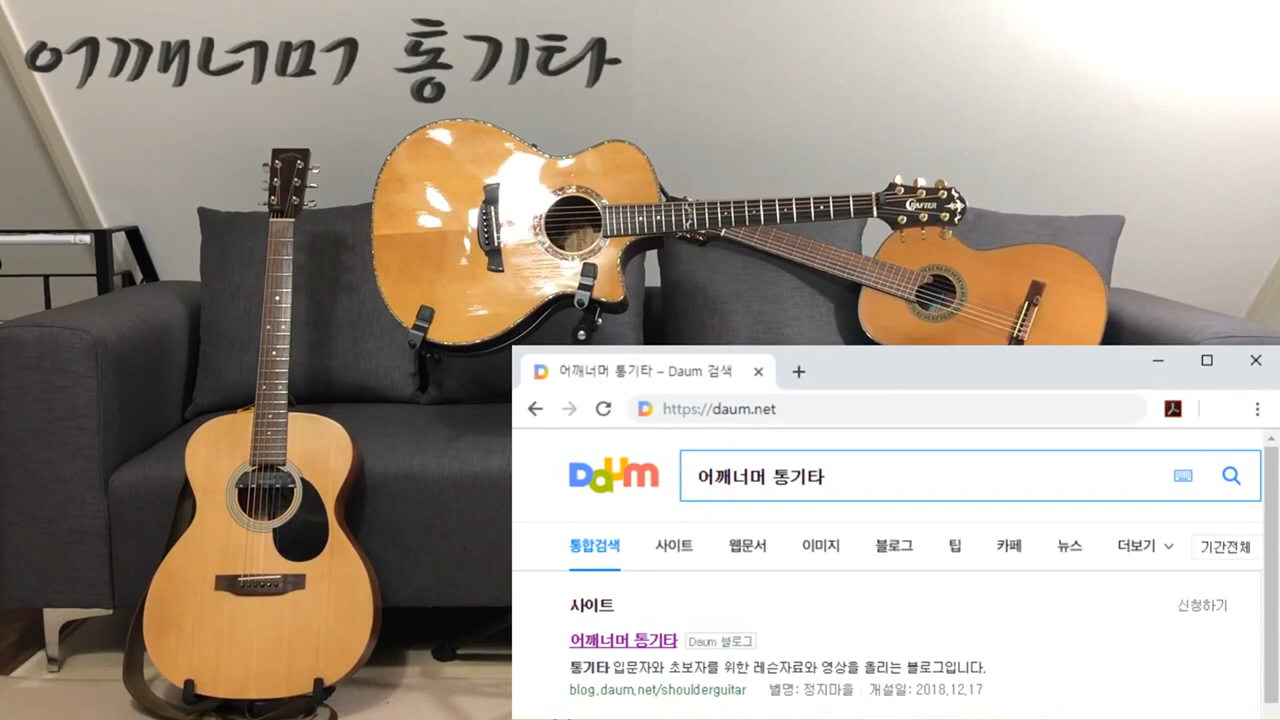 어깨너머 통기타
CRAFTER
어깨너머 통기타 – Daum 검색
https://daum.net
Daum
어깨너머 통기타
통합검색 사이트 웹문서 이미지 블로그 팁 카페 뉴스 더보기 기간전체
사이트 신청하기
어깨너머 통기타 Daum 블로그
통기타 입문자와 초보자를 위한 레슨자료와 영상을 올리는 블로그입니다.
blog.daum.net/shoulderguitar 별명: 정지마을 개설일: 2018.12.17